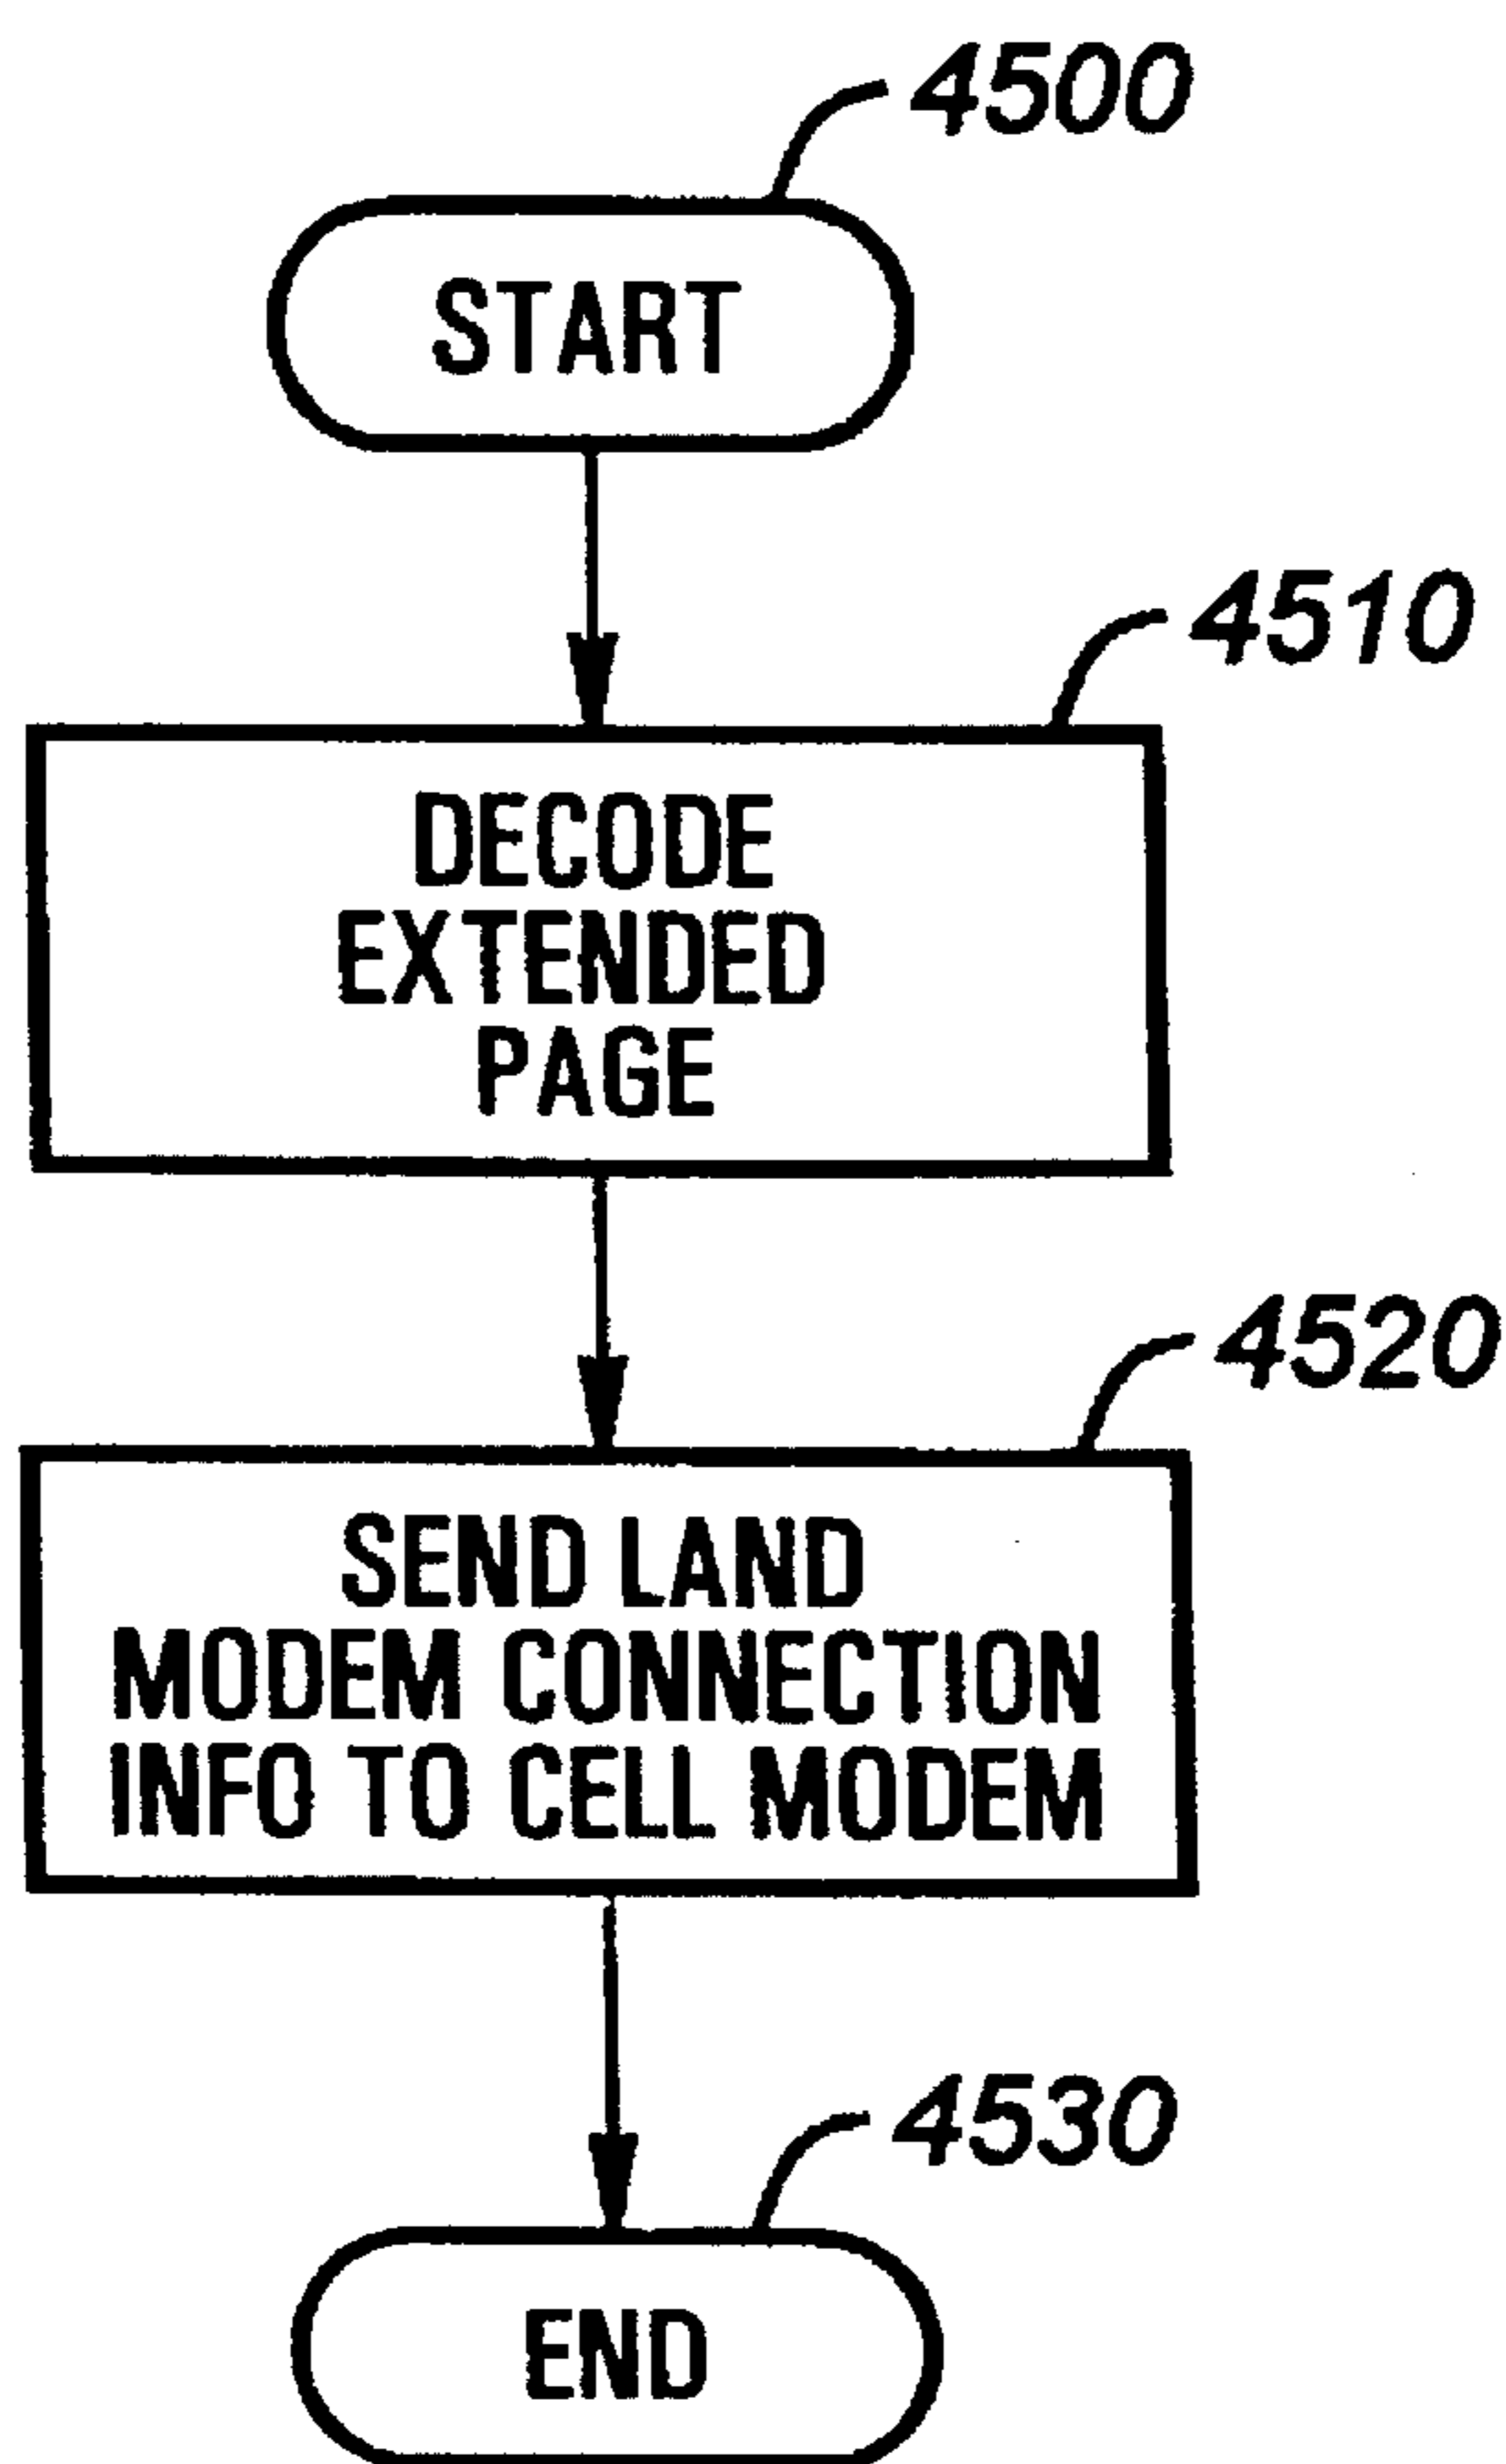 4500
START
4510
DECODE
EXTENDED
PAGE
4520
SEND LAND
MODEM CONNECTION
INFO TO CELL MODEM
4530
END